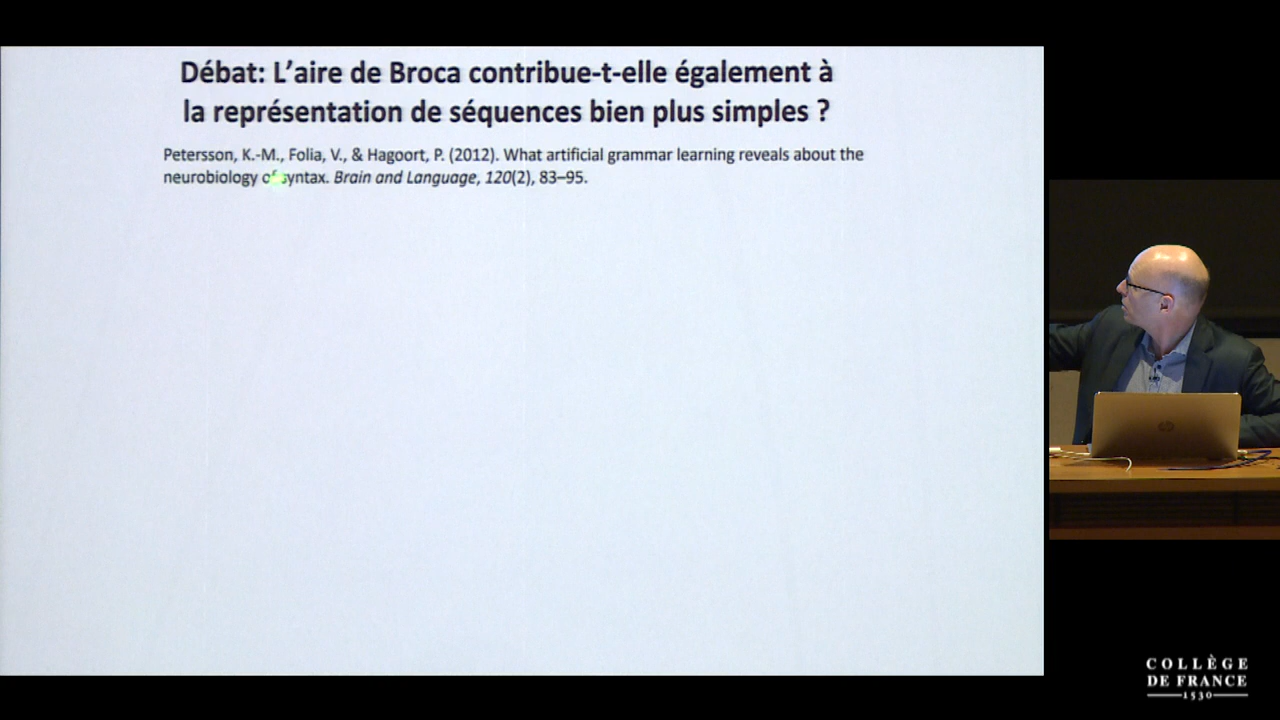 Débat: L'aire de Broca contribue-t-elle également à
la représentation de séquences bien plus simples ?
Petersson, K.-M., Folia, V., & Hagoort, P. (2012). What artificial grammar learning reveals about the
neurobiology of syntax. Brain and Language, 120(2), 83–95.
COLLÈGE
DE FRANCE
1530